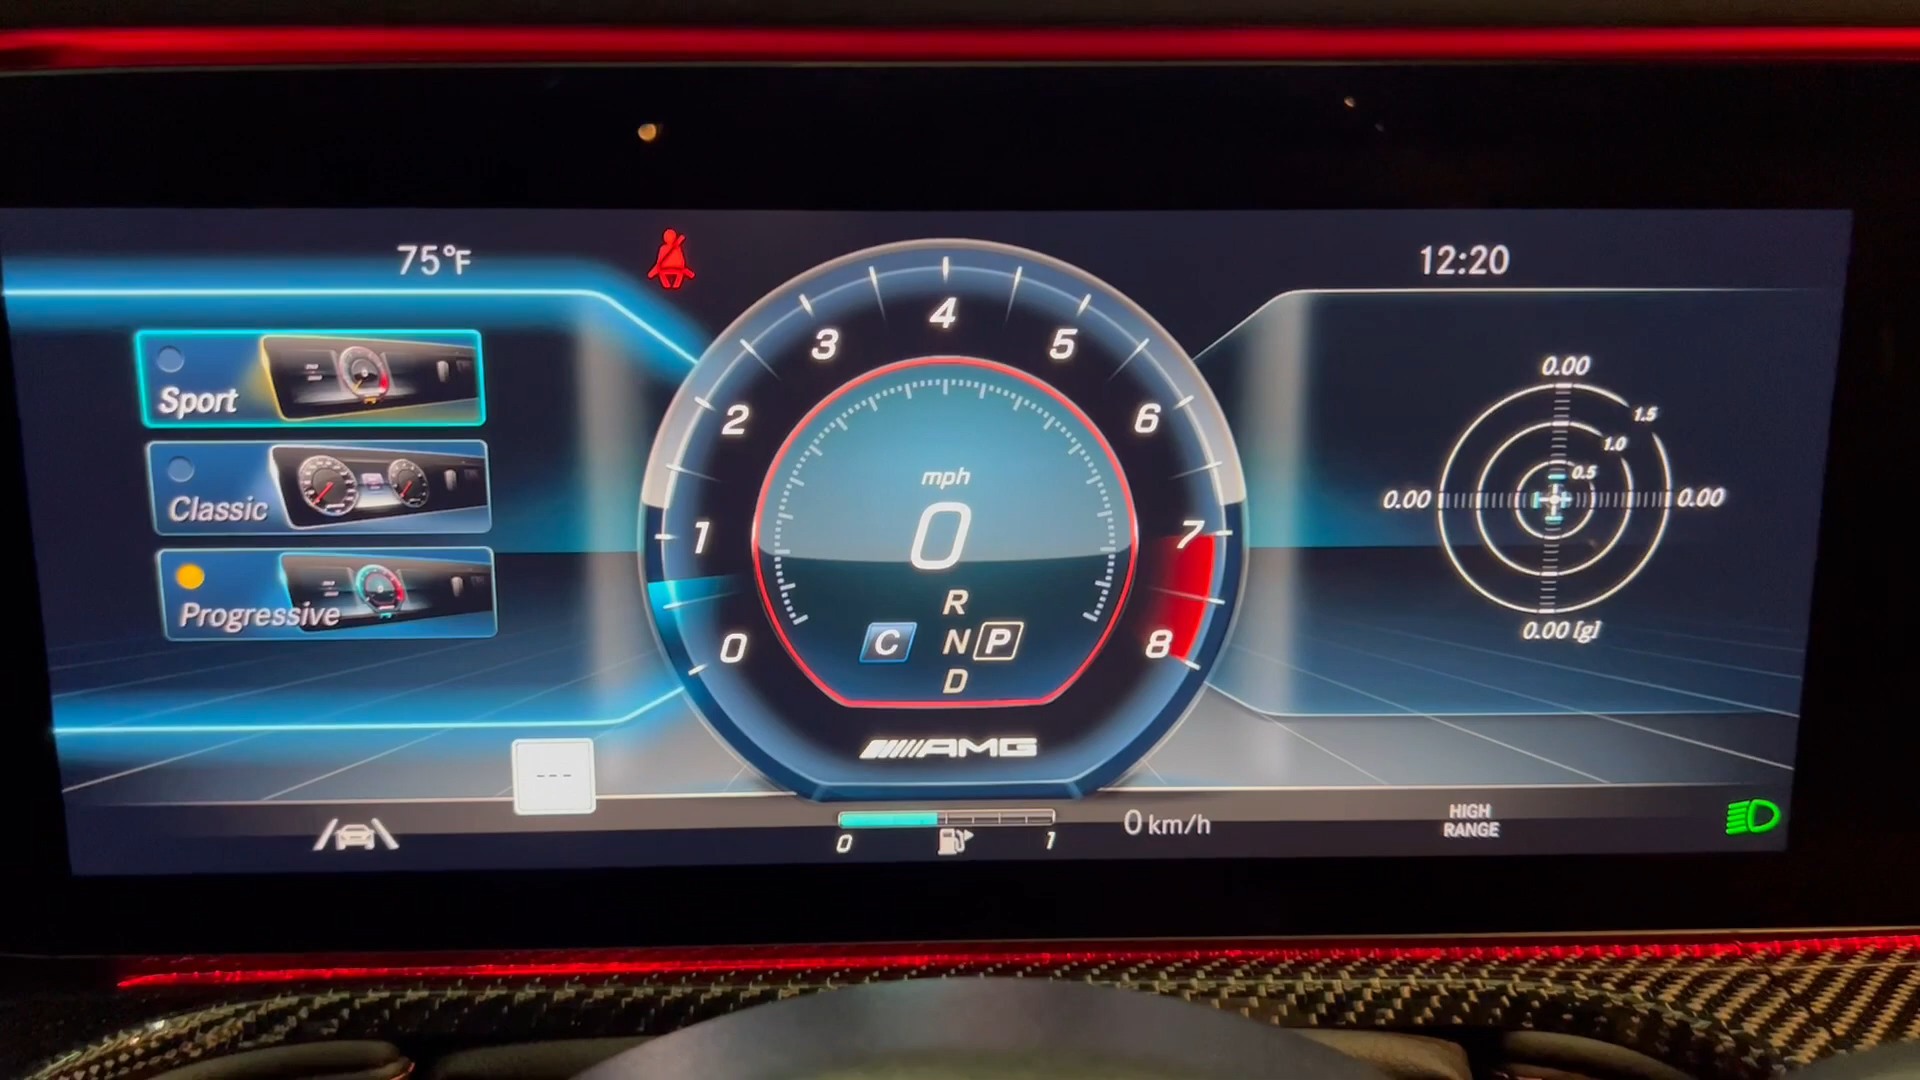 75°F
12:20
Sport
Classic
Progressive
0
1
2
3
4
5
6
7
8
mph
0
R
C N P
D
AMG
0.00
1.5
1.0
0.5
0.00 0.00
0.00 [g]
---
0 1
0 km/h
HIGH
RANGE